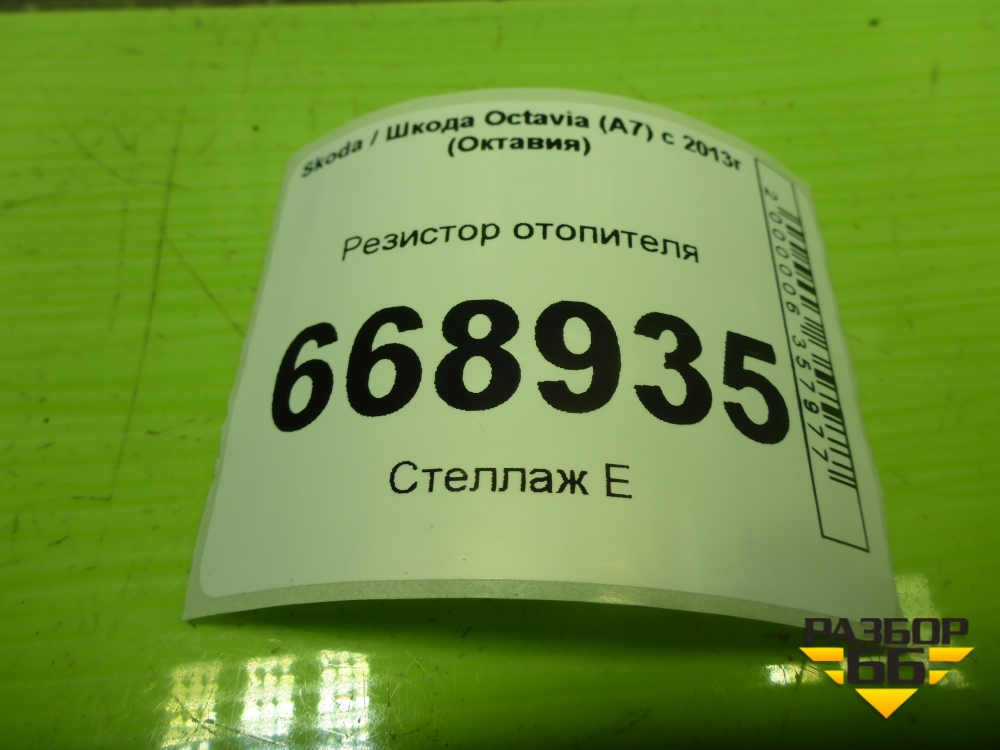 Skoda / Шкода Octavia (A7) с 2013г
(Октавия)
Резистор отопителя
668935
Стеллаж Е
2000006357977
РАЗБОР
66